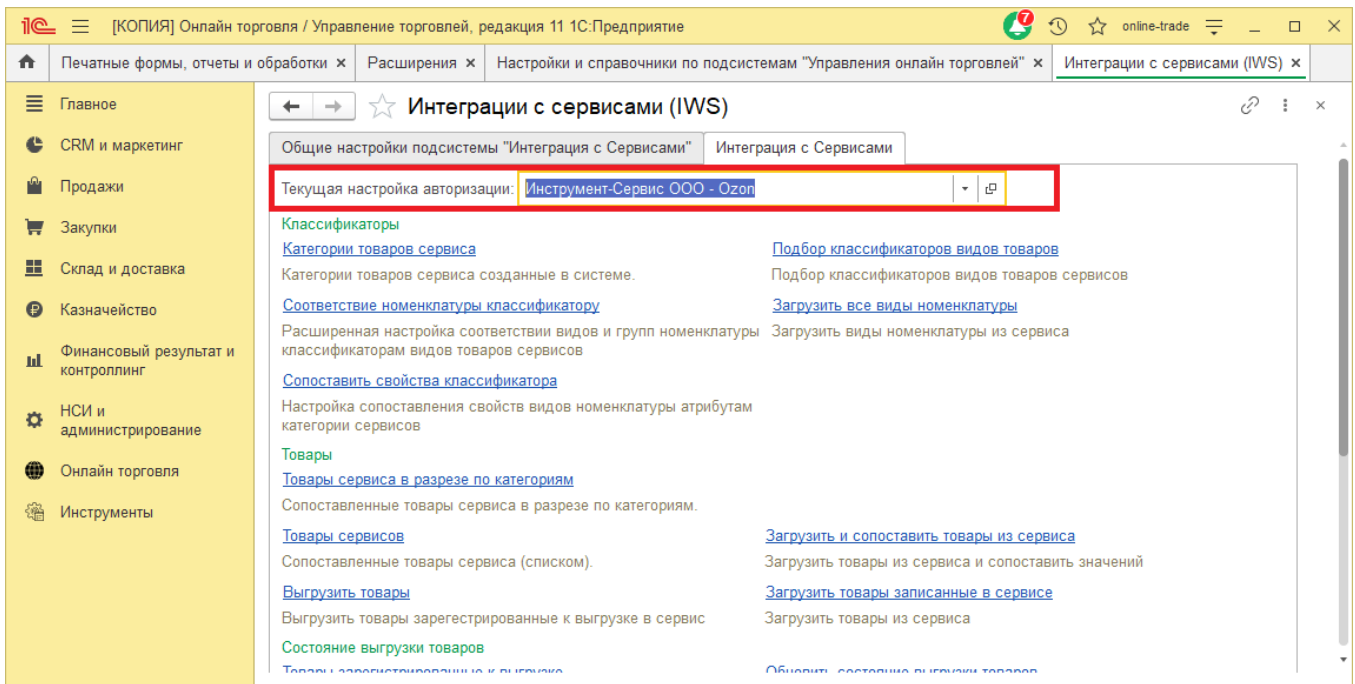 [КОПИЯ] Онлайн торговля / Управление торговлей, редакция 11 1С:Предприятие
7
online-trade
Печатные формы, отчеты и обработки ×
Расширения ×
Настройки и справочники по подсистемам "Управления онлайн торговлей" ×
Интеграции с сервисами (IWS) ×
Главное
CRM и маркетинг
Продажи
Закупки
Склад и доставка
Казначейство
Финансовый результат и
контроллинг
НСИ и
администрирование
Онлайн торговля
Инструменты
Интеграции с сервисами (IWS)
Общие настройки подсистемы "Интеграция с Сервисами"
Интеграция с Сервисами
Текущая настройка авторизации: Инструмент-Сервис ООО - Ozon
Классификаторы
Категории товаров сервиса
Подбор классификаторов видов товаров
Категории товаров сервиса созданные в системе.
Подбор классификаторов видов товаров сервисов
Соответствие номенклатуры классификатору
Загрузить все виды номенклатуры
Расширенная настройка соответствии видов и групп номенклатуры
классификаторам видов товаров сервисов
Загрузить виды номенклатуры из сервиса
Сопоставить свойства классификатора
Настройка сопоставления свойств видов номенклатуры атрибутам
категории сервисов
Товары
Товары сервиса в разрезе по категориям
Сопоставленные товары сервиса в разрезе по категориям.
Товары сервисов
Загрузить и сопоставить товары из сервиса
Сопоставленные товары сервиса (списком).
Загрузить товары из сервиса и сопоставить значений
Выгрузить товары
Загрузить товары записанные в сервисе
Выгрузить товары зарегестрированные к выгрузке в сервис
Загрузить товары из сервиса
Состояние выгрузки товаров
Товары зарегистрированные к выгрузке
Обновить состояние выгрузки товаров